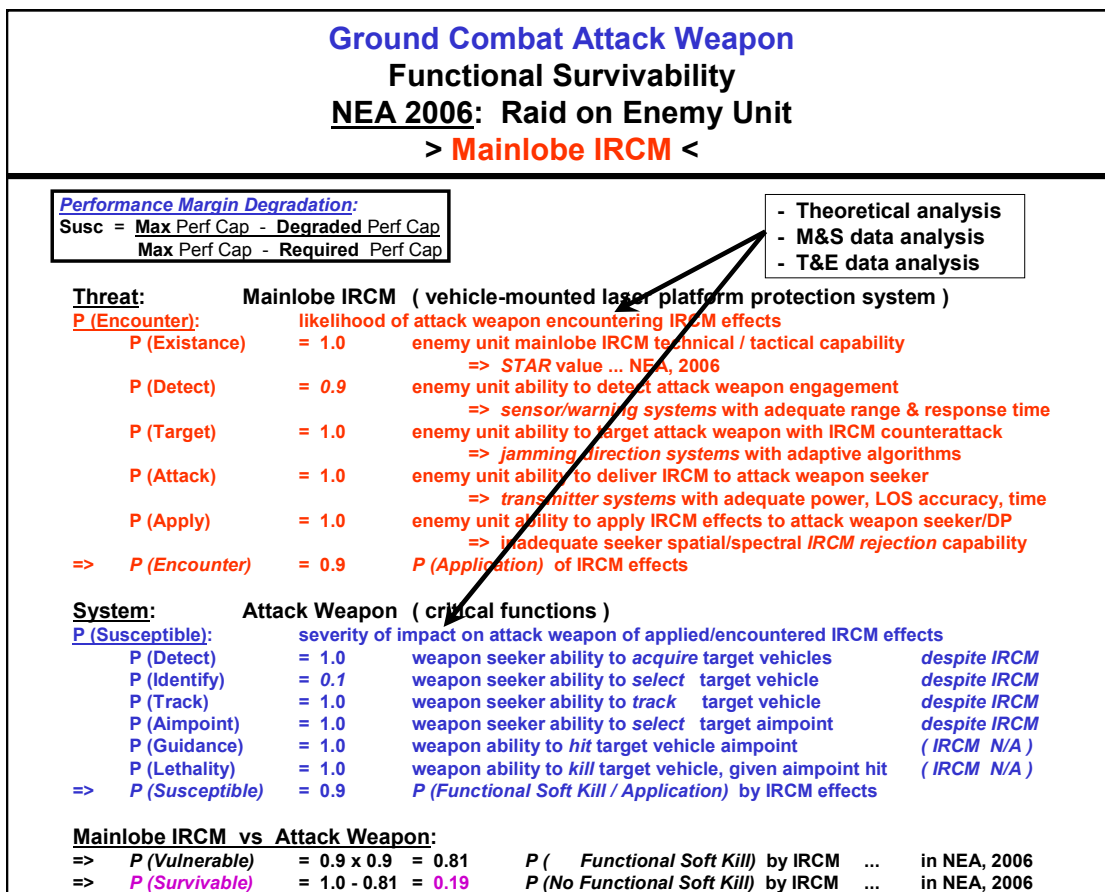 Ground Combat Attack Weapon
Functional Survivability
NEA 2006: Raid on Enemy Unit
> Mainlobe IRCM <
Performance Margin Degradation:
Susc = Max Perf Cap - Degraded Perf Cap
Max Perf Cap - Required Perf Cap
- Theoretical analysis
- M&S data analysis
- T&E data analysis
Threat: Mainlobe IRCM ( vehicle-mounted laser platform protection system )
P (Encounter): likelihood of attack weapon encountering IRCM effects
P (Existance) = 1.0 enemy unit mainlobe IRCM technical / tactical capability
=> STAR value ... NEA, 2006
P (Detect) = 0.9 enemy unit ability to detect attack weapon engagement
=> sensor/warning systems with adequate range & response time
P (Target) = 1.0 enemy unit ability to target attack weapon with IRCM counterattack
=> jamming direction systems with adaptive algorithms
P (Attack) = 1.0 enemy unit ability to deliver IRCM to attack weapon seeker
=> transmitter systems with adequate power, LOS accuracy, time
P (Apply) = 1.0 enemy unit ability to apply IRCM effects to attack weapon seeker/DP
=> inadequate seeker spatial/spectral IRCM rejection capability
=> P (Encounter) = 0.9 P (Application) of IRCM effects
System: Attack Weapon ( critical functions )
P (Susceptible): severity of impact on attack weapon of applied/encountered IRCM effects
P (Detect) = 1.0 weapon seeker ability to acquire target vehicles despite IRCM
P (Identify) = 0.1 weapon seeker ability to select target vehicle despite IRCM
P (Track) = 1.0 weapon seeker ability to track target vehicle despite IRCM
P (Aimpoint) = 1.0 weapon seeker ability to select target aimpoint despite IRCM
P (Guidance) = 1.0 weapon ability to hit target vehicle aimpoint ( IRCM N/A )
P (Lethality) = 1.0 weapon ability to kill target vehicle, given aimpoint hit ( IRCM N/A )
=> P (Susceptible) = 0.9 P (Functional Soft Kill / Application) by IRCM effects
Mainlobe IRCM vs Attack Weapon:
=> P (Vulnerable) = 0.9 x 0.9 = 0.81 P ( Functional Soft Kill) by IRCM ... in NEA, 2006
=> P (Survivable) = 1.0 - 0.81 = 0.19 P (No Functional Soft Kill) by IRCM ... in NEA, 2006